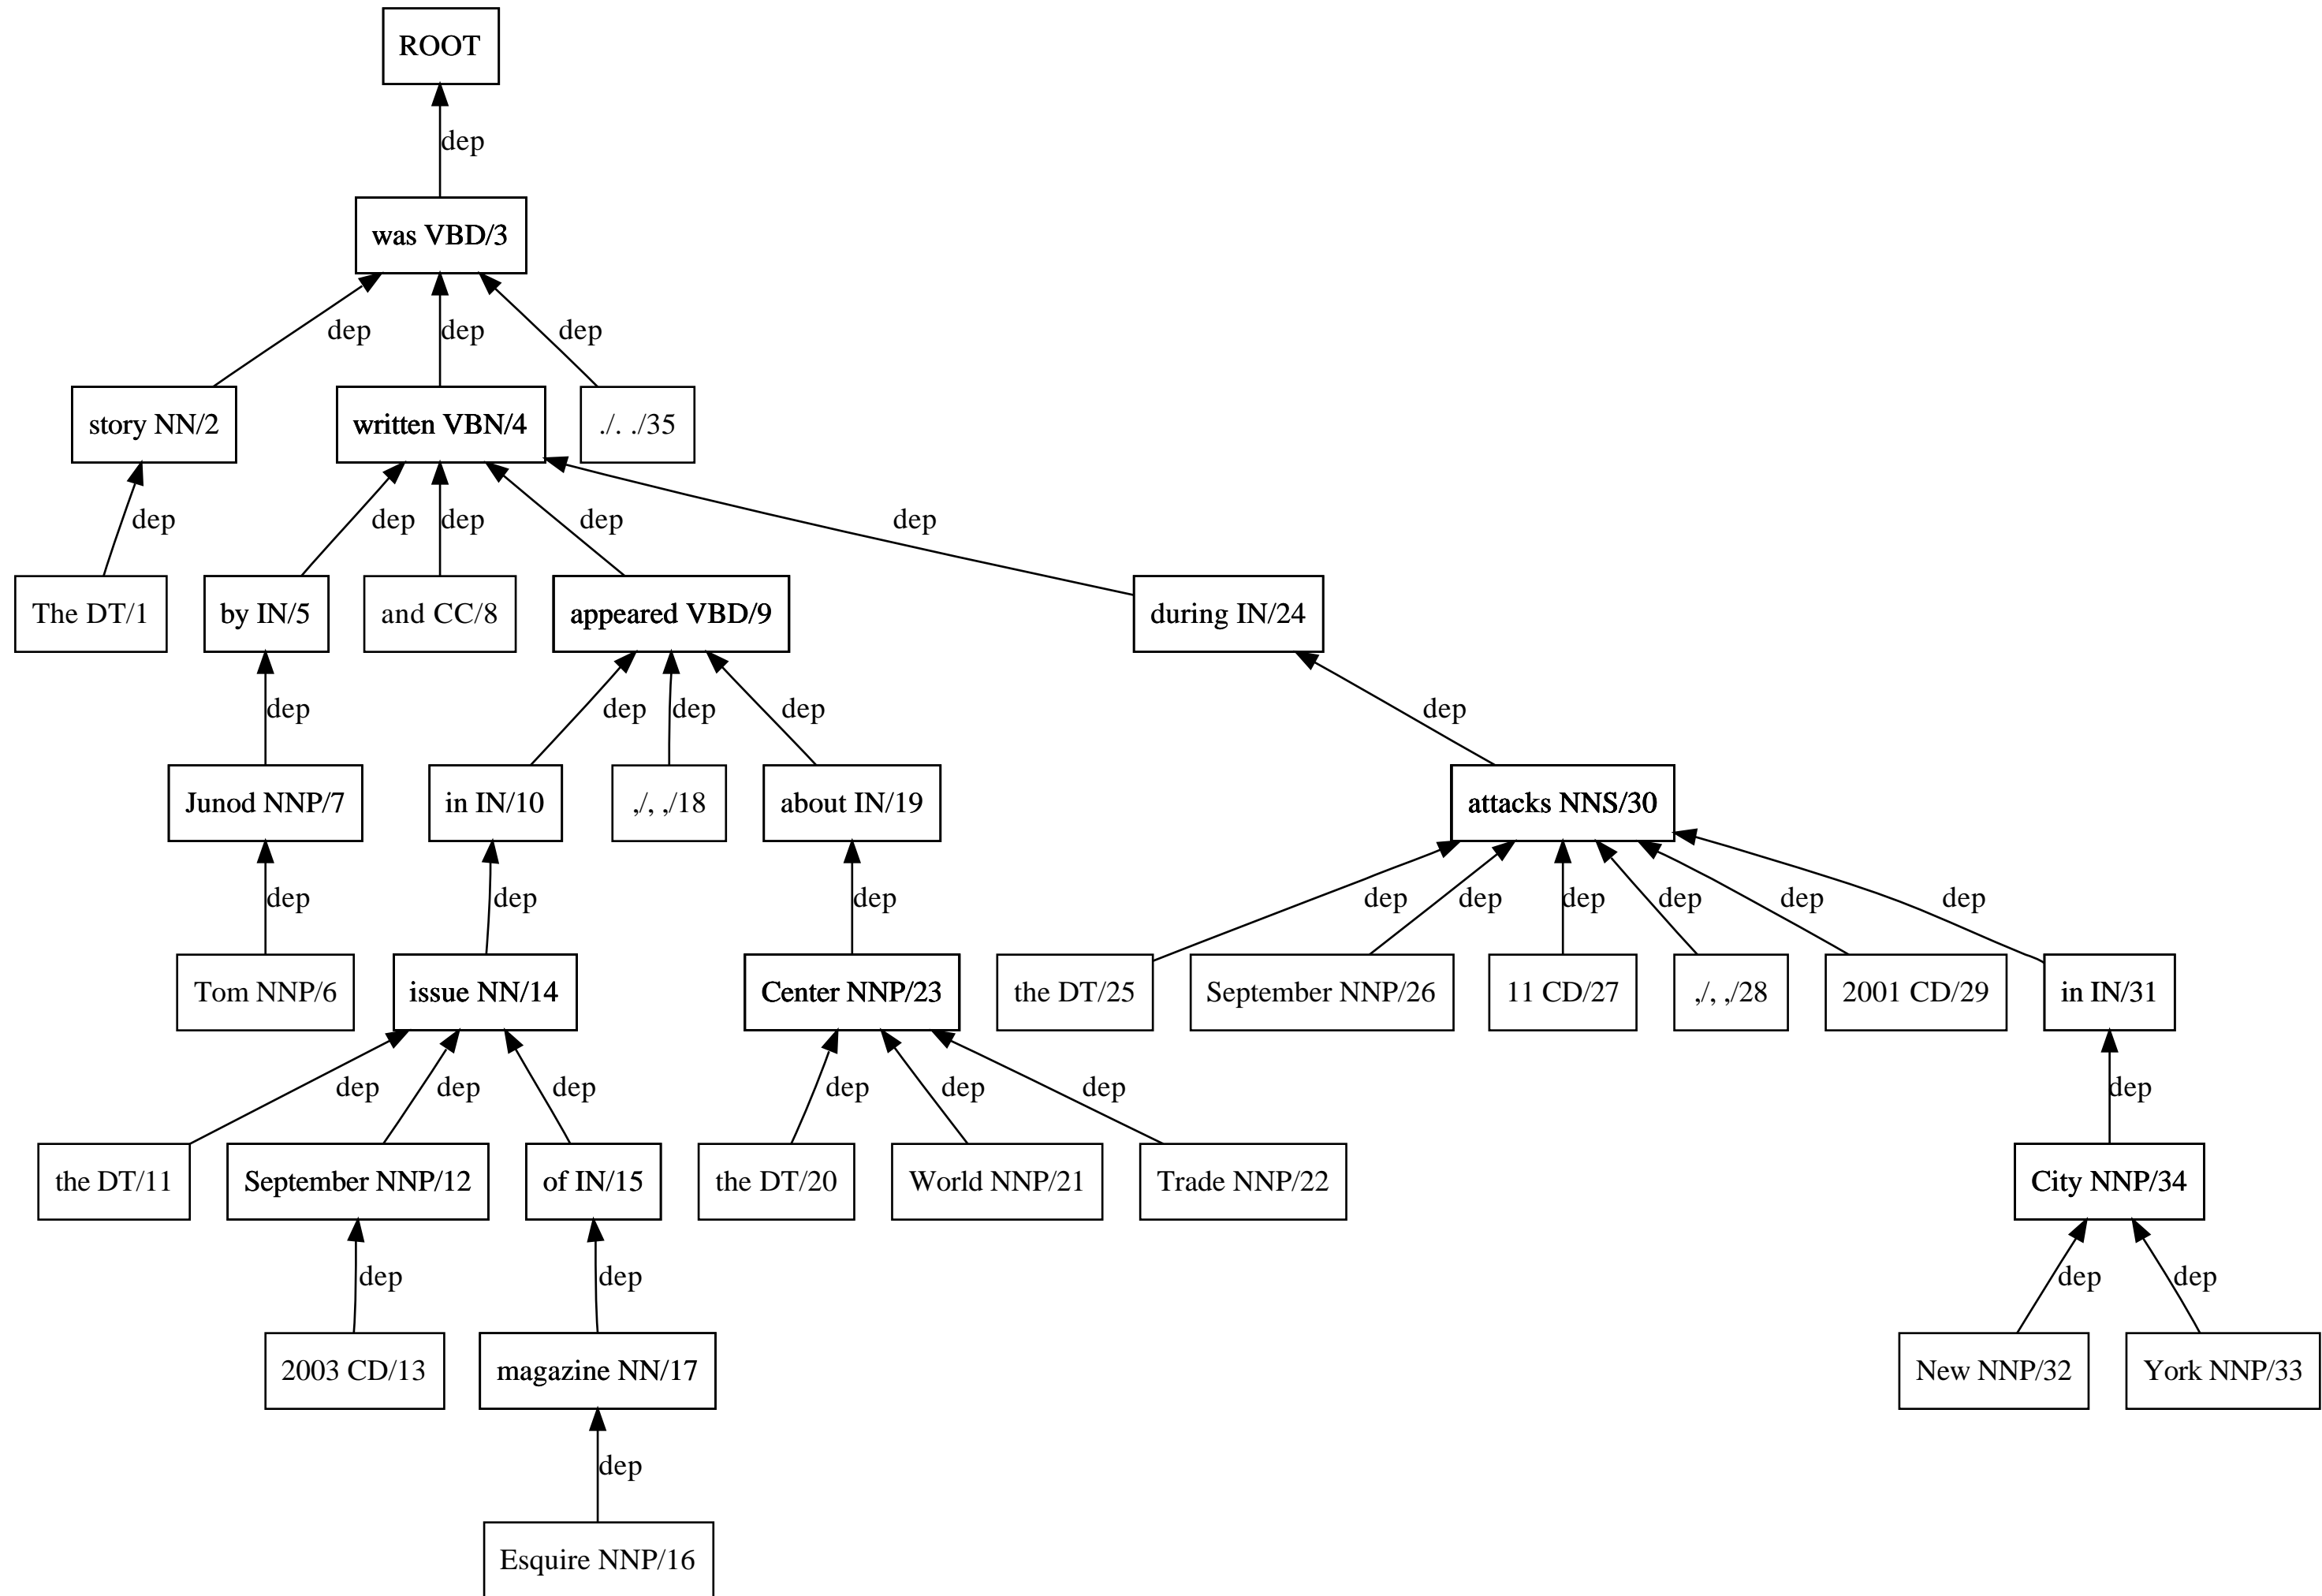 ROOT
dep
was VBD/3
dep dep dep
story NN/2 written VBN/4 ./. ./35
dep dep dep dep dep
The DT/1 by IN/5 and CC/8 appeared VBD/9 during IN/24
dep dep dep dep dep
Junod NNP/7 in IN/10 ,/, ,/18 about IN/19 attacks NNS/30
dep dep dep dep dep dep dep dep dep
Tom NNP/6 issue NN/14 Center NNP/23 the DT/25 September NNP/26 11 CD/27 ,/, ,/28 2001 CD/29 in IN/31
dep dep dep dep dep dep dep
the DT/11 September NNP/12 of IN/15 the DT/20 World NNP/21 Trade NNP/22 City NNP/34
dep dep dep dep
2003 CD/13 magazine NN/17 New NNP/32 York NNP/33
dep
Esquire NNP/16